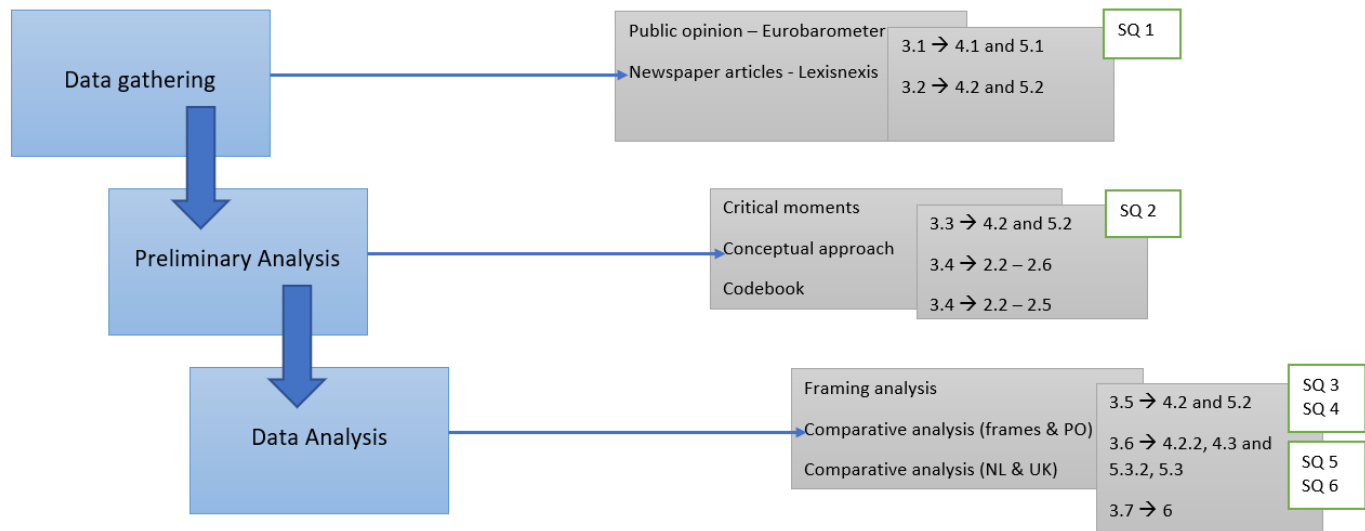 Data gathering
Public opinion – Eurobarometer
Newspaper articles - Lexisnexis
3.1 → 4.1 and 5.1
3.2 → 4.2 and 5.2
SQ 1
Preliminary Analysis
Critical moments
Conceptual approach
Codebook
3.3 → 4.2 and 5.2
3.4 → 2.2 – 2.6
3.4 → 2.2 – 2.5
SQ 2
Data Analysis
Framing analysis
Comparative analysis (frames & PO)
Comparative analysis (NL & UK)
3.5 → 4.2 and 5.2
3.6 → 4.2.2, 4.3 and
5.3.2, 5.3
3.7 → 6
SQ 3
SQ 4
SQ 5
SQ 6